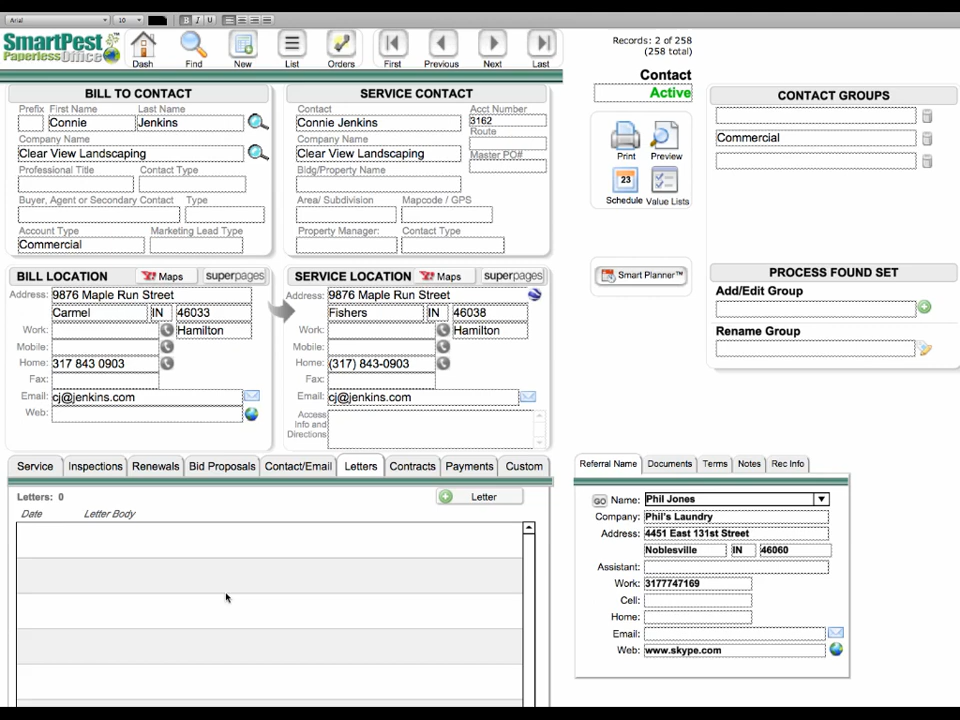 Arial 10 B I U
SmartPest
PaperlessOffice
Dash Find New List Orders First Previous Next Last
Records: 2 of 258
(258 total)
Contact
Active
BILL TO CONTACT
Prefix First Name Last Name
Connie Jenkins
Company Name
Clear View Landscaping
Professional Title Contact Type
Buyer, Agent or Secondary Contact Type
Account Type Marketing Lead Type
Commercial
SERVICE CONTACT
Contact Acct Number
Connie Jenkins 3162
Route
Company Name
Clear View Landscaping
Master PO#
Bldg/Property Name
Area/ Subdivision Mapcode / GPS
Property Manager: Contact Type
Print Preview
23
Schedule Value Lists
Smart Planner™
CONTACT GROUPS
Commercial
PROCESS FOUND SET
Add/Edit Group
Rename Group
BILL LOCATION Y! Maps superpages
Address: 9876 Maple Run Street
Carmel IN 46033
Work: Hamilton
Mobile:
Home: 317 843 0903
Fax:
Email: cj@jenkins.com
Web:
SERVICE LOCATION Y! Maps superpages
Address: 9876 Maple Run Street
Fishers IN 46038
Work: Hamilton
Mobile:
Home: (317) 843-0903
Fax:
Email: cj@jenkins.com
Access
Info and
Directions:
Service Inspections Renewals Bid Proposals Contact/Email Letters Contracts Payments Custom
Letters: 0 Letter
Date Letter Body
Referral Name Documents Terms Notes Rec Info
GO Name: Phil Jones
Company: Phil's Laundry
Address: 4451 East 131st Street
Noblesville IN 46060
Assistant:
Work: 3177747169
Cell:
Home:
Email:
Web: www.skype.com